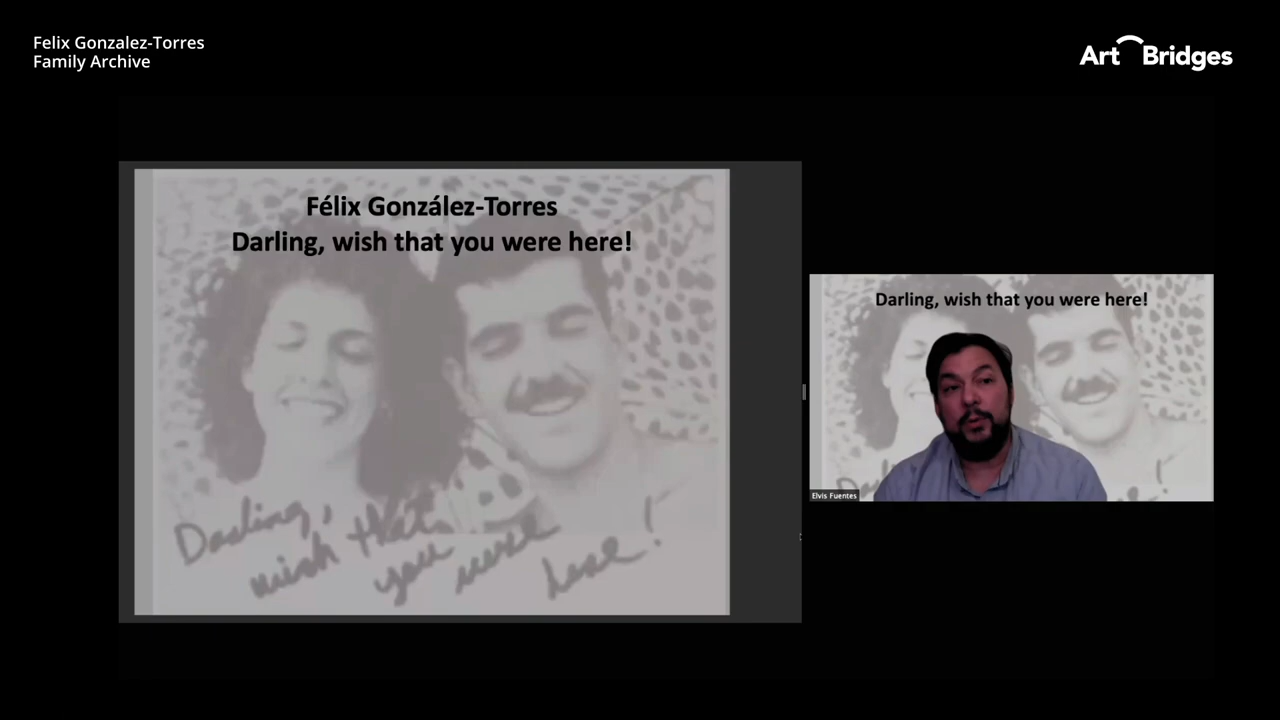 Felix Gonzalez-Torres
Family Archive
Art Bridges
Félix González-Torres
Darling, wish that you were here!
Darling,
wish that
you were
here!
Darling, wish that you were here!
Elvis Fuentes